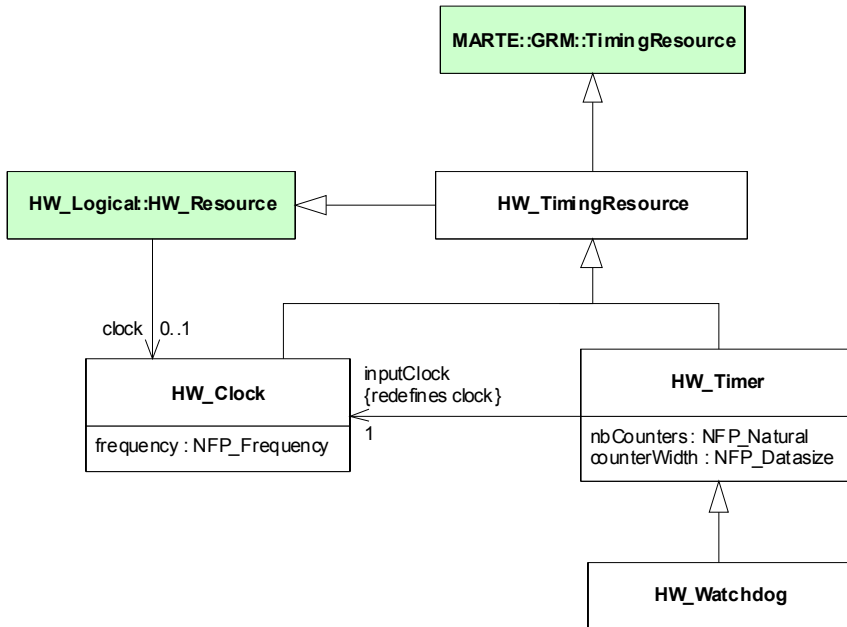 MARTE::GRM::TimingResource
HW_Logical::HW_Resource
HW_TimingResource
clock 0..1
HW_Clock
frequency : NFP_Frequency
inputClock
{redefines clock}
1
HW_Timer
nbCounters : NFP_Natural
counterWidth : NFP_Datasize
HW_Watchdog